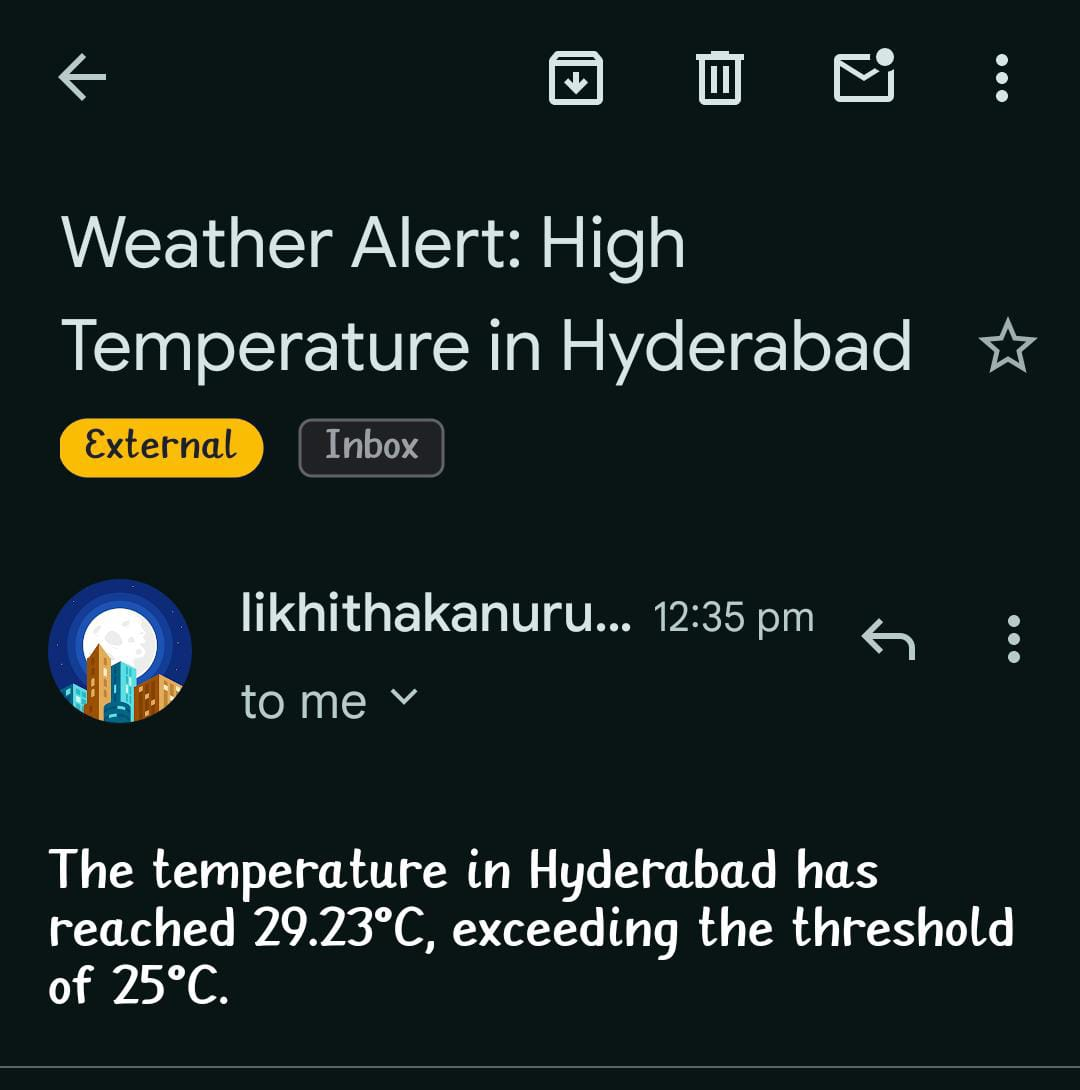 Weather Alert: High
Temperature in Hyderabad
External Inbox
likhithakanuru... 12:35 pm
to me
The temperature in Hyderabad has
reached 29.23°C, exceeding the threshold
of 25°C.